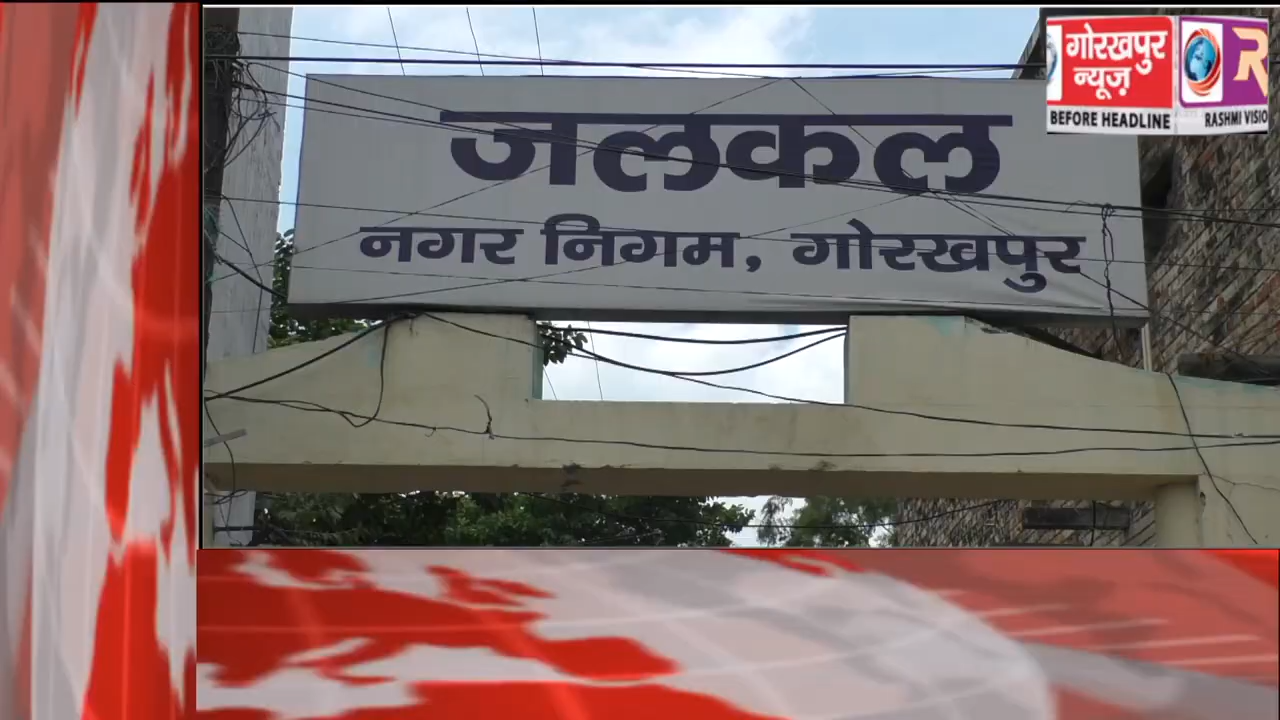 जलकल
नगर निगम, गोरखपुर
गोरखपुर
न्यूज़
BEFORE HEADLINE
R
RASHMI VISIO